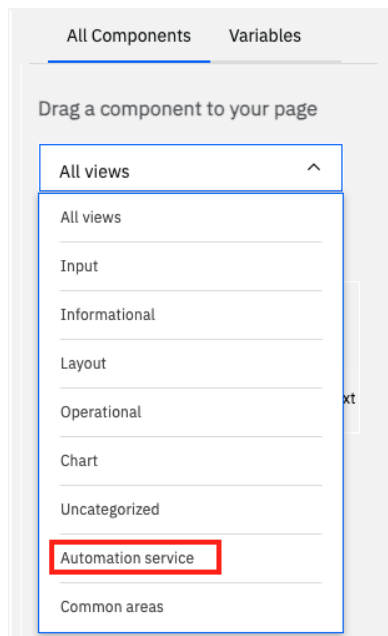 All Components Variables
Drag a component to your page
All views
All views
Input
Informational
Layout
xt
Operational
Chart
Uncategorized
Automation service
Common areas